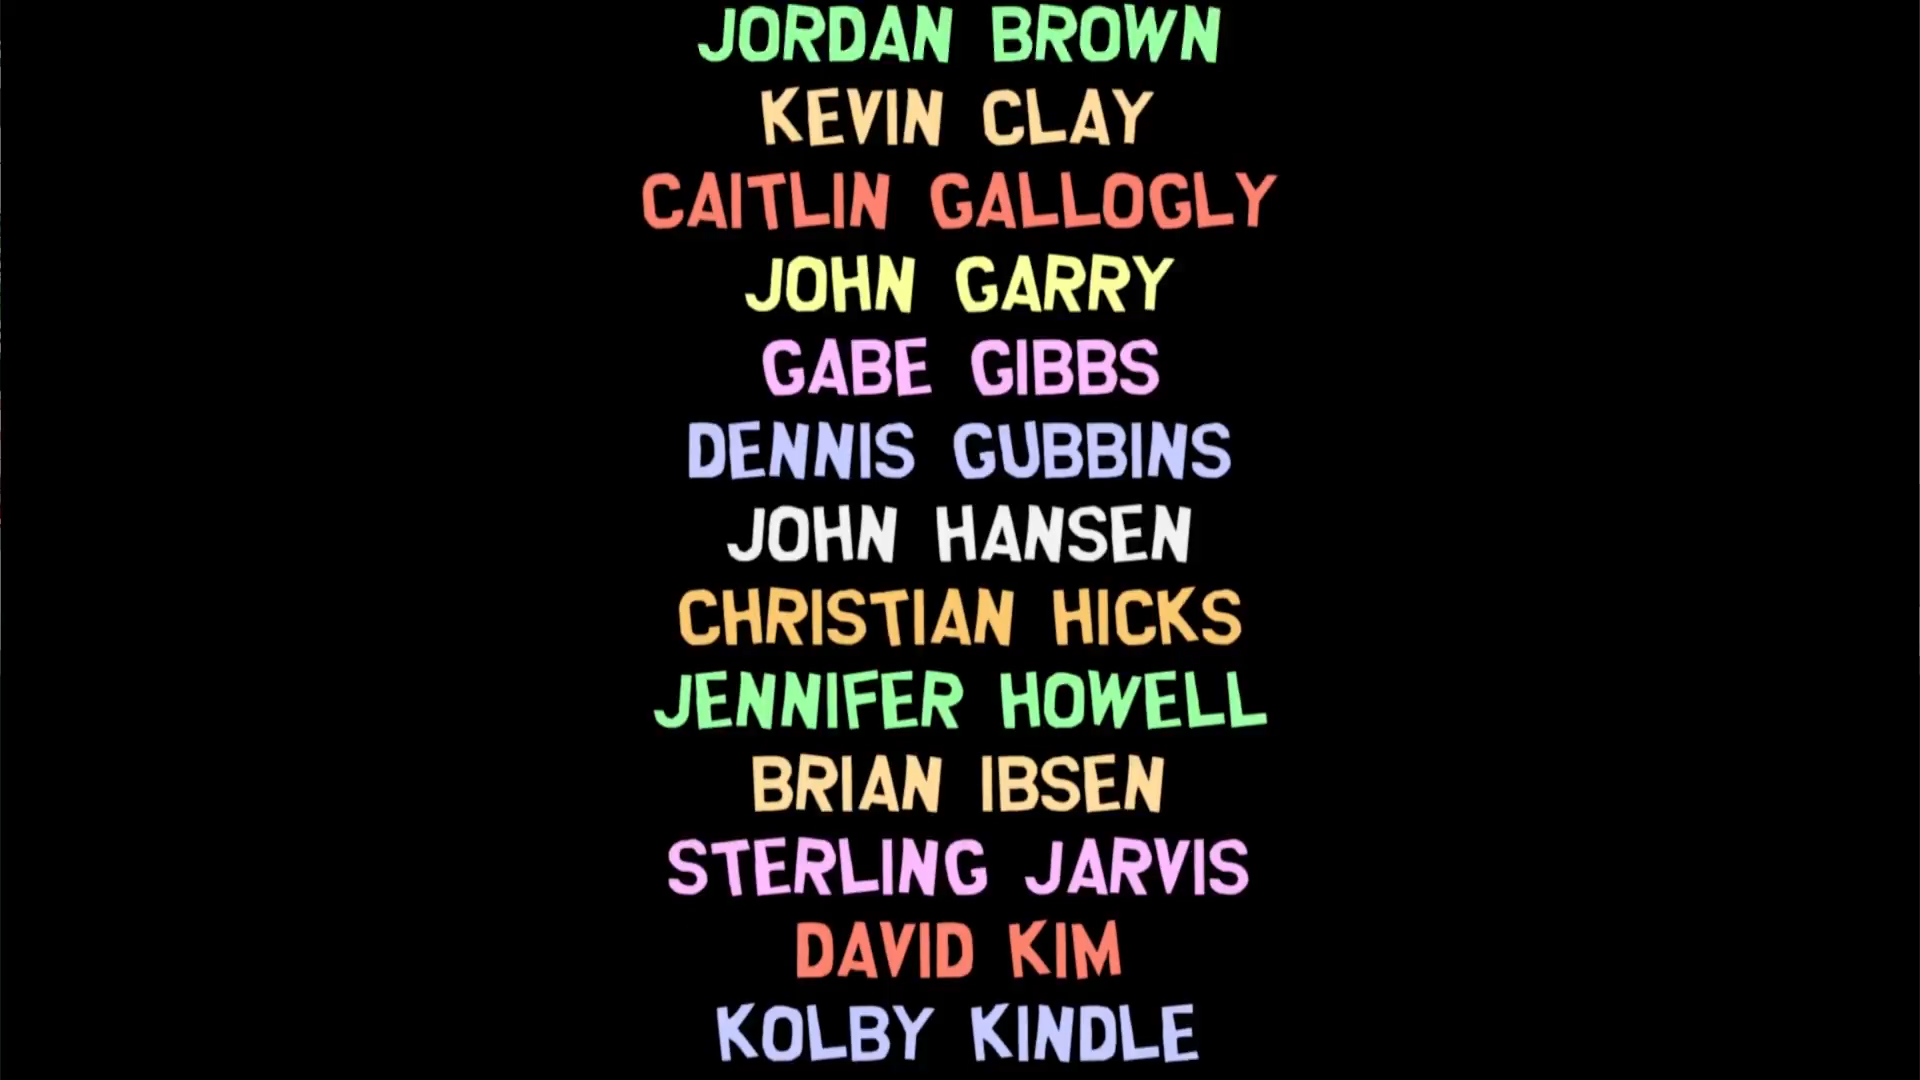 JORDAN BROWN
KEVIN CLAY
CAITLIN GALLOGLY
JOHN GARRY
GABE GIBBS
DENNIS GUBBINS
JOHN HANSEN
CHRISTIAN HICKS
JENNIFER HOWELL
BRIAN IBSEN
STERLING JARVIS
DAVID KIM
KOLBY KINDLE